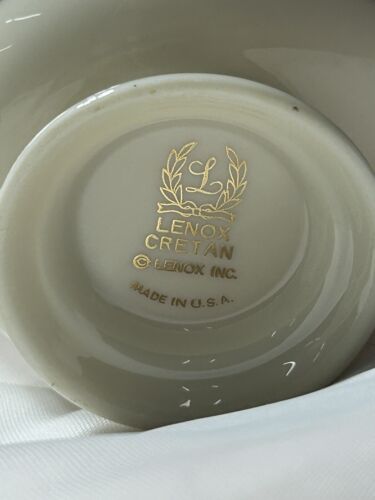 L
LENOX
CRETAN
© LENOX INC.
MADE IN U.S.A.